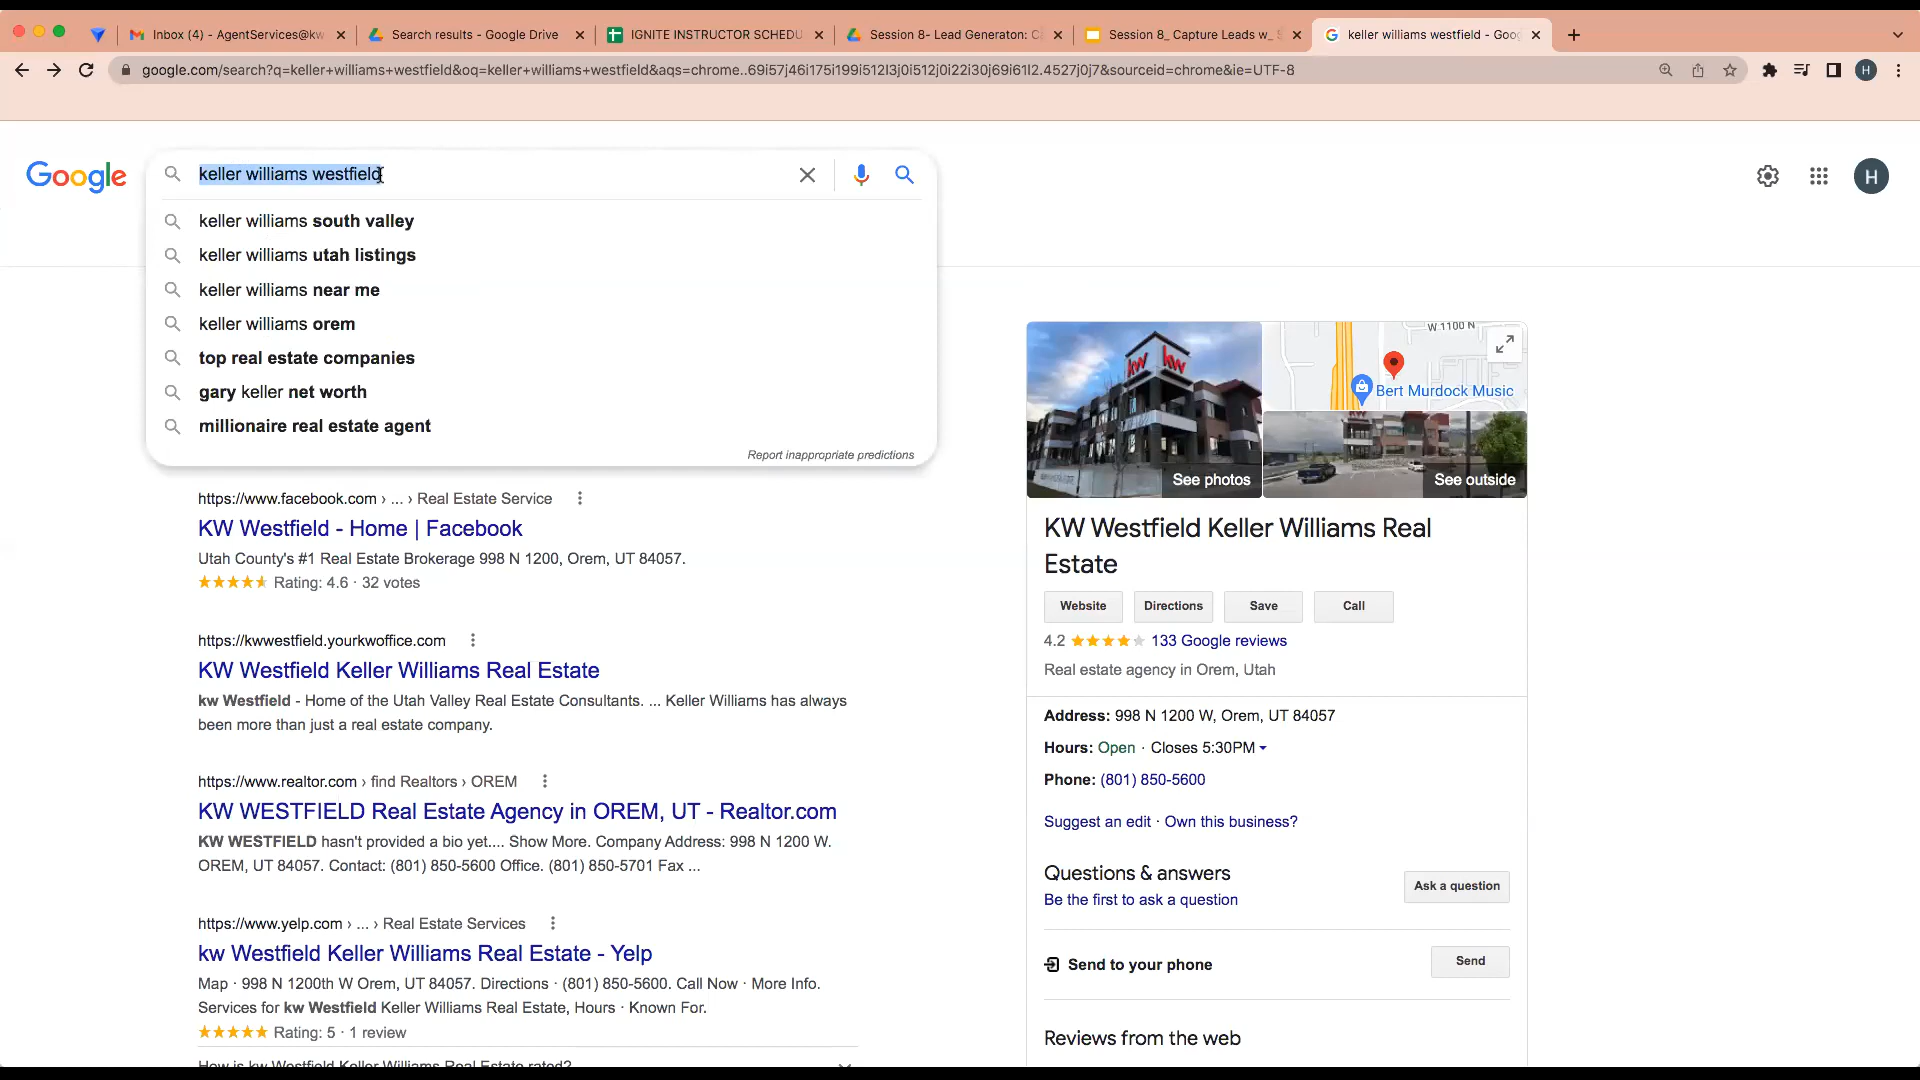 Inbox (4) - AgentServices@kw
Search results - Google Drive
IGNITE INSTRUCTOR SCHEDU
Session 8- Lead Generaton: C
Session 8_ Capture Leads w_
keller williams westfield - Goo
google.com/search?q=keller+williams+westfield&oq=keller+williams+westfield&aqs=chrome..69i57j46i175i199i512l3j0i512j0i22i30j69i61l2.4527j0j7&sourceid=chrome&ie=UTF-8
H
Google
keller williams westfield
H
keller williams south valley
keller williams utah listings
keller williams near me
keller williams orem
top real estate companies
gary keller net worth
millionaire real estate agent
Report inappropriate predictions
https://www.facebook.com › ... › Real Estate Service
KW Westfield - Home | Facebook
Utah County's #1 Real Estate Brokerage 998 N 1200, Orem, UT 84057.
Rating: 4.6 · 32 votes
https://kwwestfield.yourkwoffice.com
KW Westfield Keller Williams Real Estate
kw Westfield - Home of the Utah Valley Real Estate Consultants. ... Keller Williams has always
been more than just a real estate company.
https://www.realtor.com › find Realtors › OREM
KW WESTFIELD Real Estate Agency in OREM, UT - Realtor.com
KW WESTFIELD hasn't provided a bio yet.... Show More. Company Address: 998 N 1200 W.
OREM, UT 84057. Contact: (801) 850-5600 Office. (801) 850-5701 Fax ...
https://www.yelp.com › ... › Real Estate Services
kw Westfield Keller Williams Real Estate - Yelp
Map · 998 N 1200th W Orem, UT 84057. Directions · (801) 850-5600. Call Now · More Info.
Services for kw Westfield Keller Williams Real Estate, Hours · Known For.
Rating: 5 · 1 review
How is kw Westfield Keller Williams Real Estate rated?
kw kw
See photos
W 1100 N
Bert Murdock Music
See outside
KW Westfield Keller Williams Real
Estate
Website Directions Save Call
4.2 133 Google reviews
Real estate agency in Orem, Utah
Address: 998 N 1200 W, Orem, UT 84057
Hours: Open · Closes 5:30PM
Phone: (801) 850-5600
Suggest an edit · Own this business?
Questions & answers
Be the first to ask a question
Ask a question
Send to your phone
Send
Reviews from the web